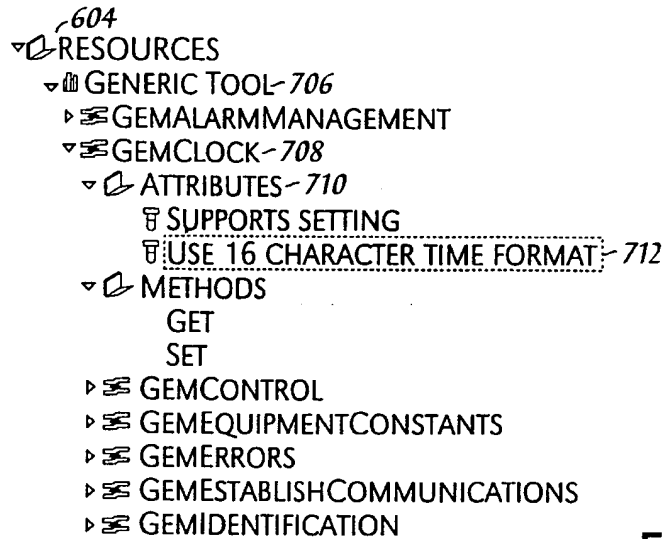 604
RESOURCES
GENERIC TOOL 706
GEMALARMMANAGEMENT
GEMCLOCK 708
ATTRIBUTES 710
SUPPORTS SETTING
USE 16 CHARACTER TIME FORMAT 712
METHODS
GET
SET
GEMCONTROL
GEMEQUIPMENTCONSTANTS
GEMERRORS
GEMESTABLISHCOMMUNICATIONS
GEMIDENTIFICATION